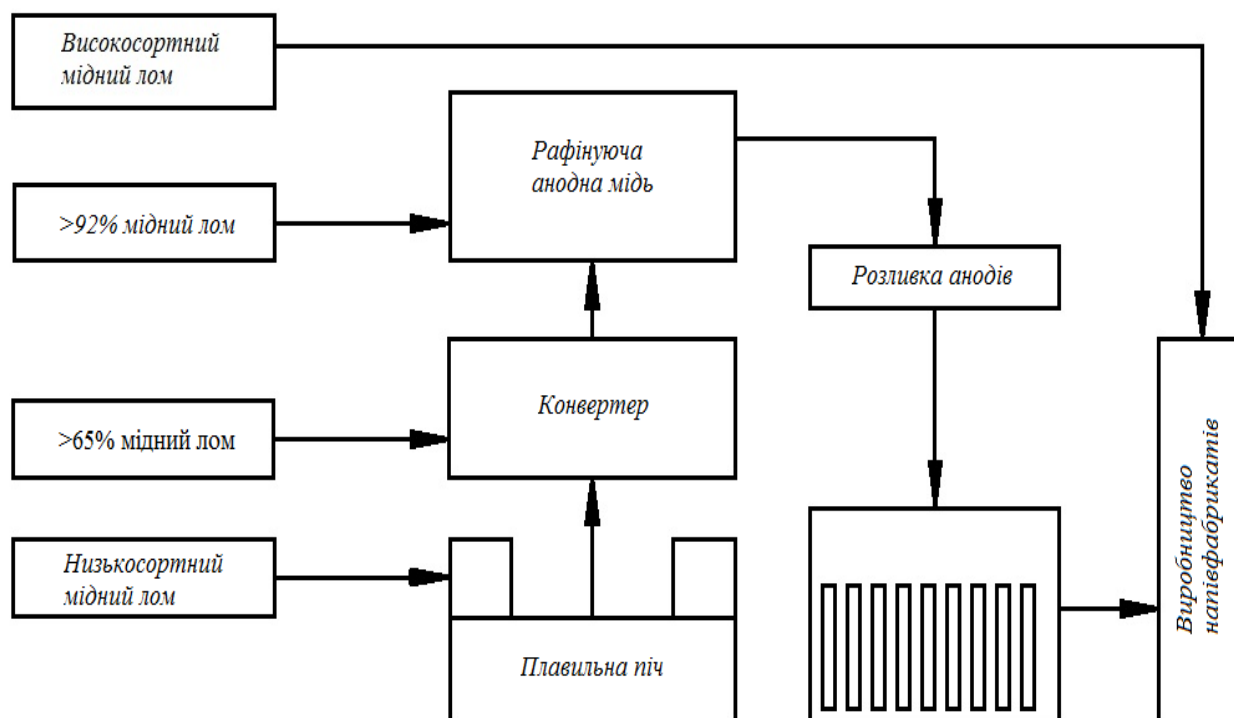 Високосортний
мідний лом
Рафінуюча
анодна мідь
>92% мідний лом
Розливка анодів
Конвертер
>65% мідний лом
Низькосортний
мідний лом
Плавильна піч
Виробництво
напівфабрикатів